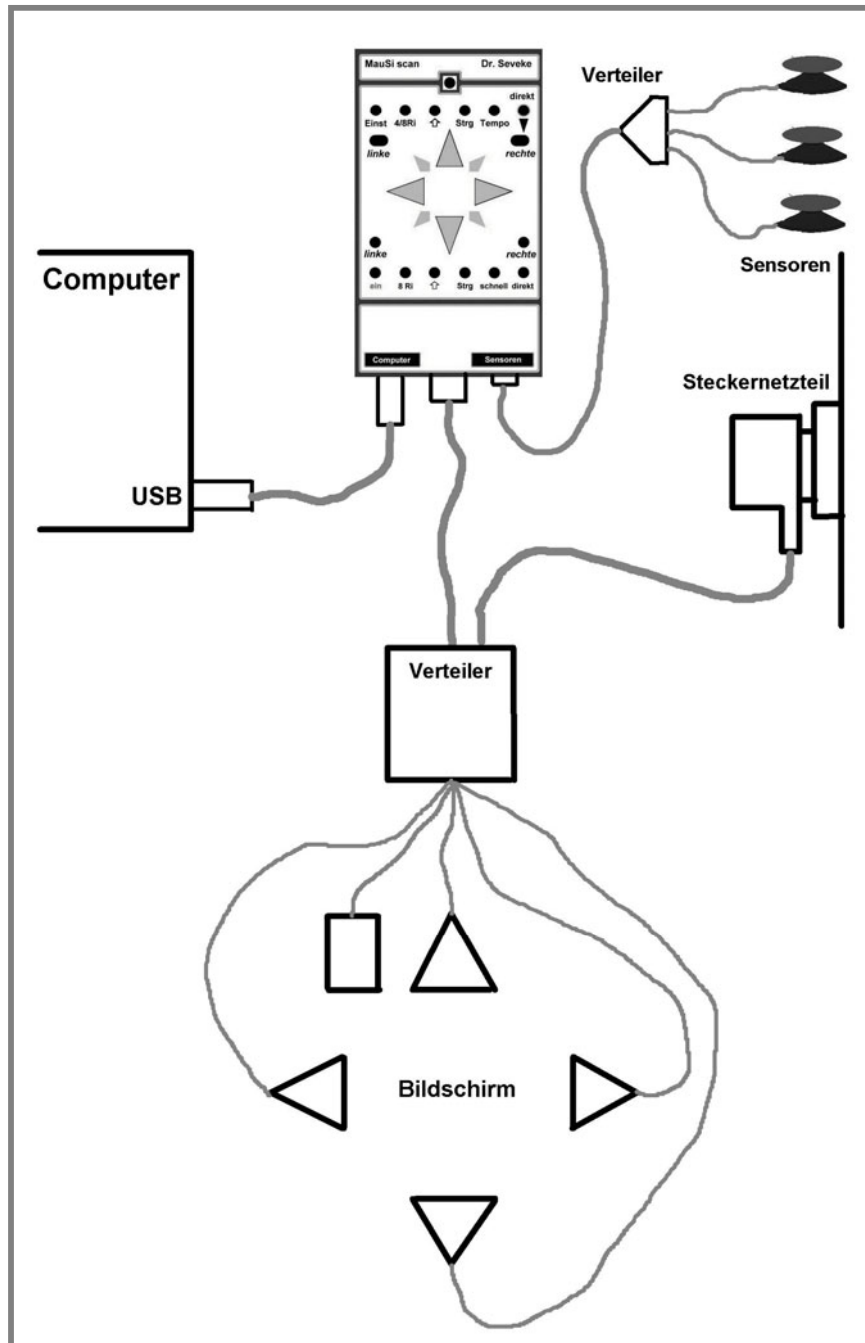 MauSi scan Dr. Seveke
direkt
Einst 4/8Ri ⇧ Strg Tempo
linke rechte
linke rechte
ein 8 Ri ⇧ Strg schnell direkt
Computer Sensoren
Verteiler
Sensoren
Computer
Steckernetzteil
USB
Verteiler
Bildschirm